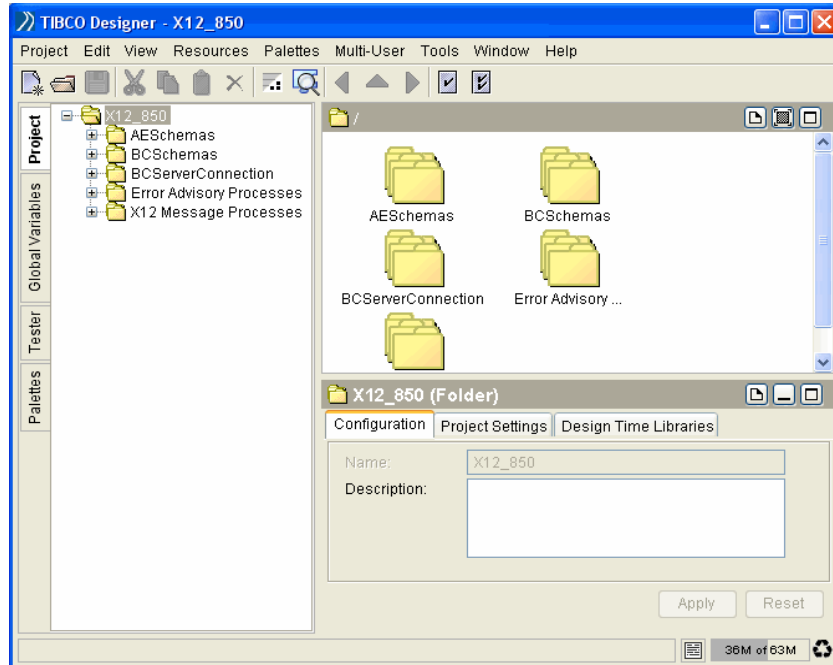 TIBCO Designer - X12_850
Project Edit View Resources Palettes Multi-User Tools Window Help
Project
Global Variables
Tester
Palettes
X12_850
AESchemas
BCSchemas
BCServerConnection
Error Advisory Processes
X12 Message Processes
/
AESchemas BCSchemas
BCServerConnection Error Advisory ...
X12_850 (Folder)
Configuration Project Settings Design Time Libraries
Name: X12_850
Description:
Apply Reset
36M of 63M